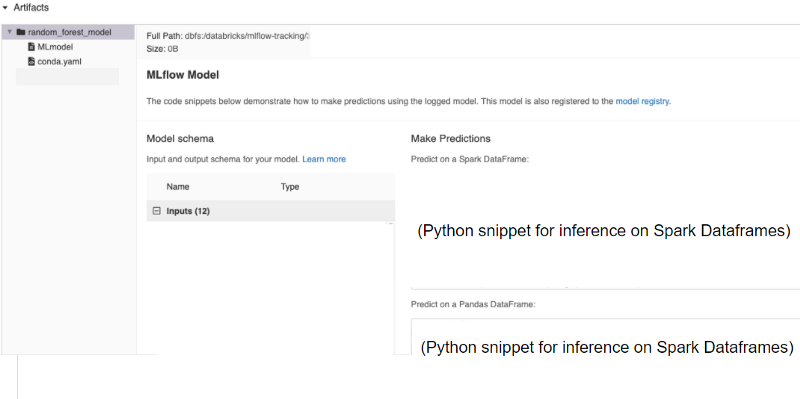 Artifacts
random_forest_model
MLmodel
conda.yaml
Full Path: dbfs:/databricks/mlflow-tracking/
Size: 0B
MLflow Model
The code snippets below demonstrate how to make predictions using the logged model. This model is also registered to the model registry.
Model schema
Input and output schema for your model. Learn more
Name Type
Inputs (12)
Make Predictions
Predict on a Spark DataFrame:
(Python snippet for inference on Spark Dataframes)
Predict on a Pandas DataFrame:
(Python snippet for inference on Spark Dataframes)